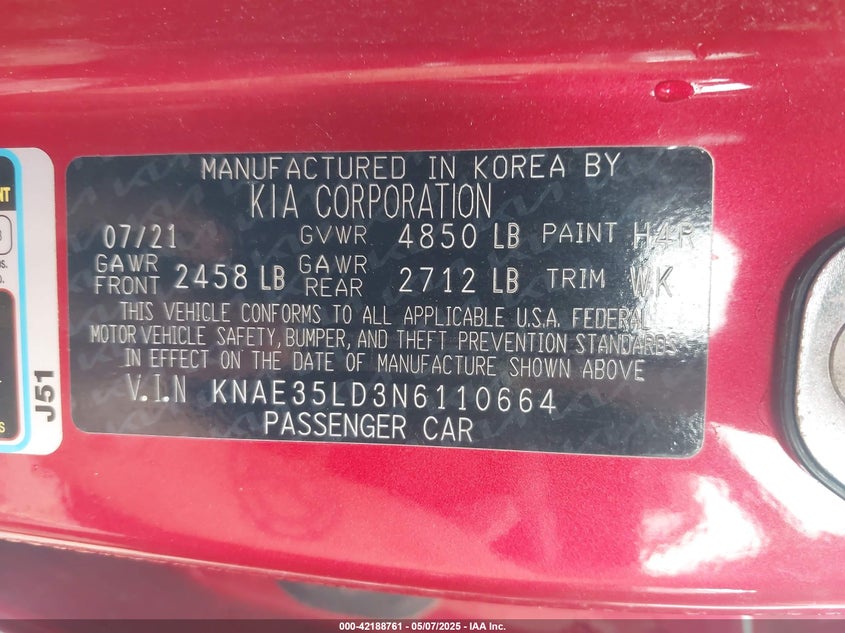 MANUFACTURED IN KOREA BY
KIA CORPORATION
07/21 GVWR 4850 LB PAINT H4R
GAWR FRONT 2458 LB GAWR REAR 2712 LB TRIM WK
THIS VEHICLE CONFORMS TO ALL APPLICABLE U.S.A. FEDERAL
MOTOR VEHICLE SAFETY, BUMPER, AND THEFT PREVENTION STANDARDS
IN EFFECT ON THE DATE OF MANUFACTURE SHOWN ABOVE
V.I.N KNAE35LD3N6110664
PASSENGER CAR
J51
000-42188761 - 05/07/2025 - IAA Inc.